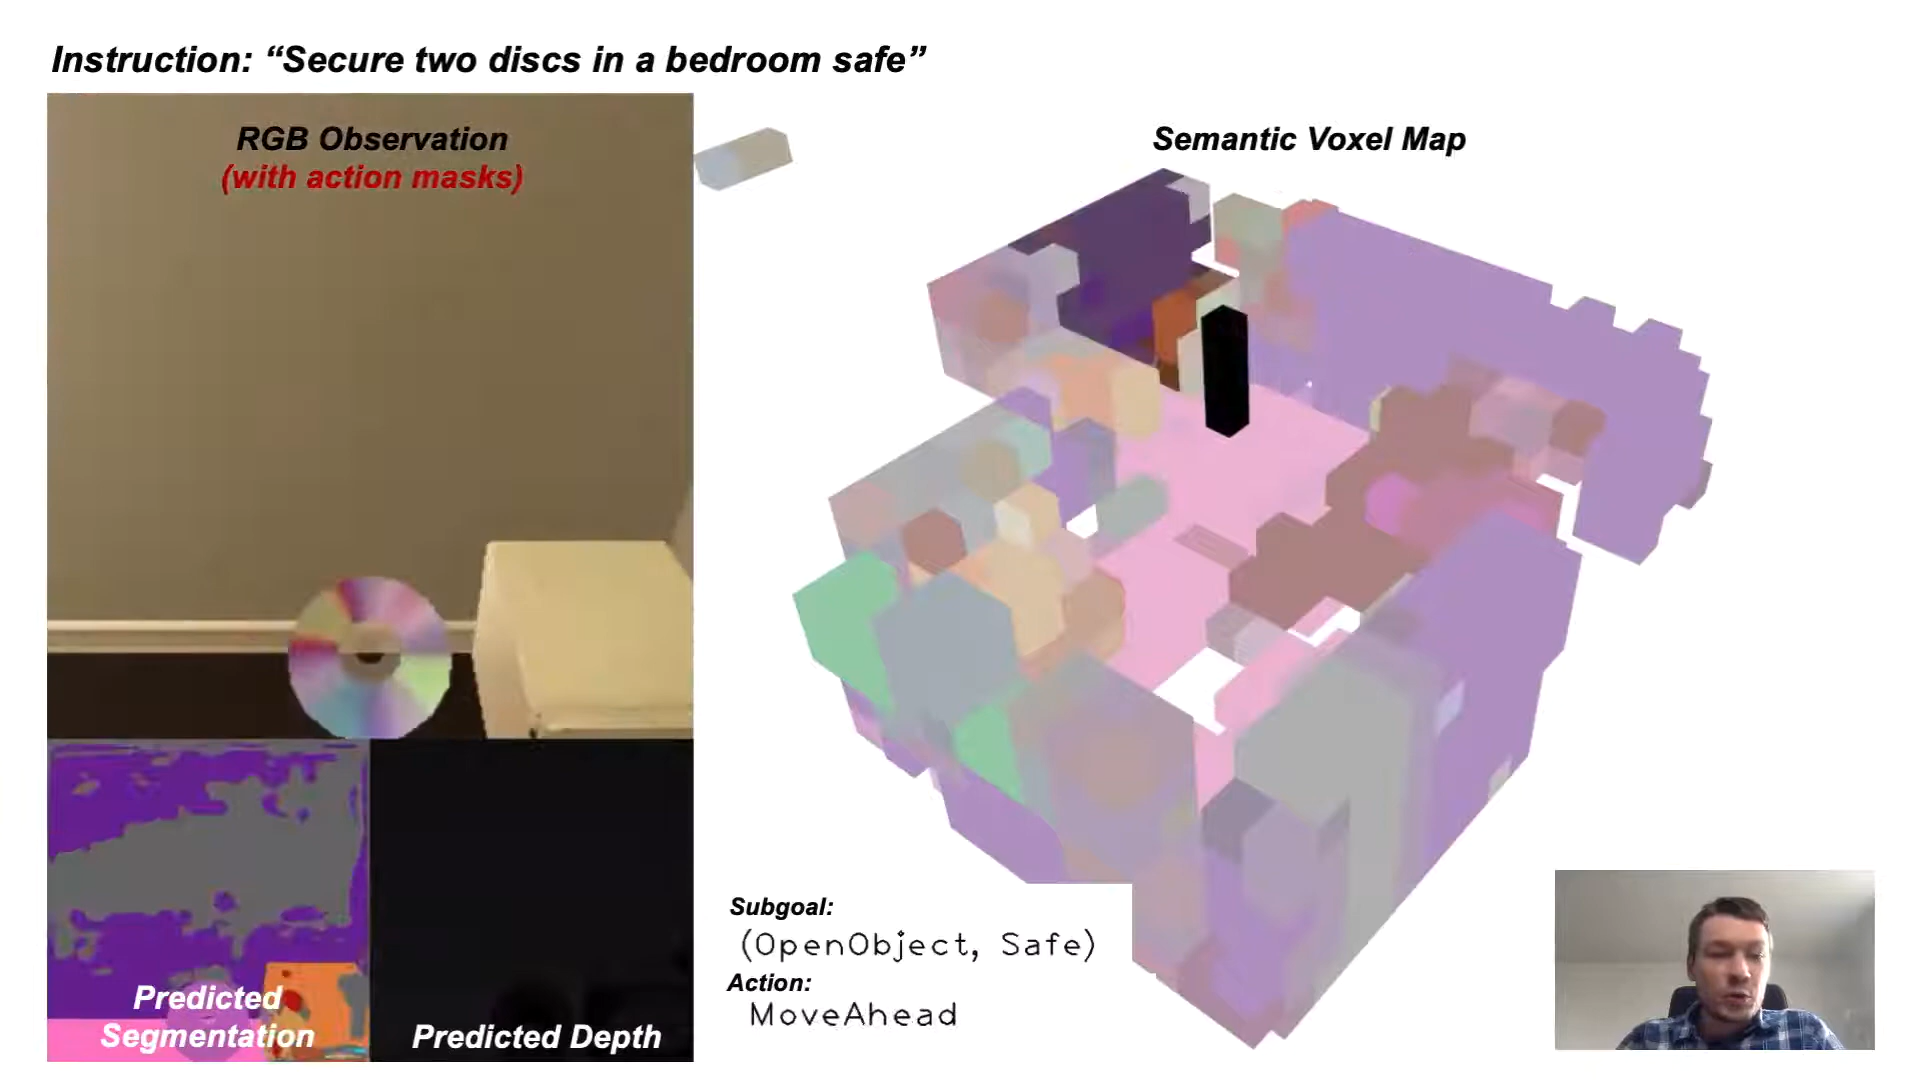 Instruction: “Secure two discs in a bedroom safe”
RGB Observation
(with action masks)
Semantic Voxel Map
Predicted
Segmentation
Predicted Depth
Subgoal:
(OpenObject, Safe)
Action:
MoveAhead